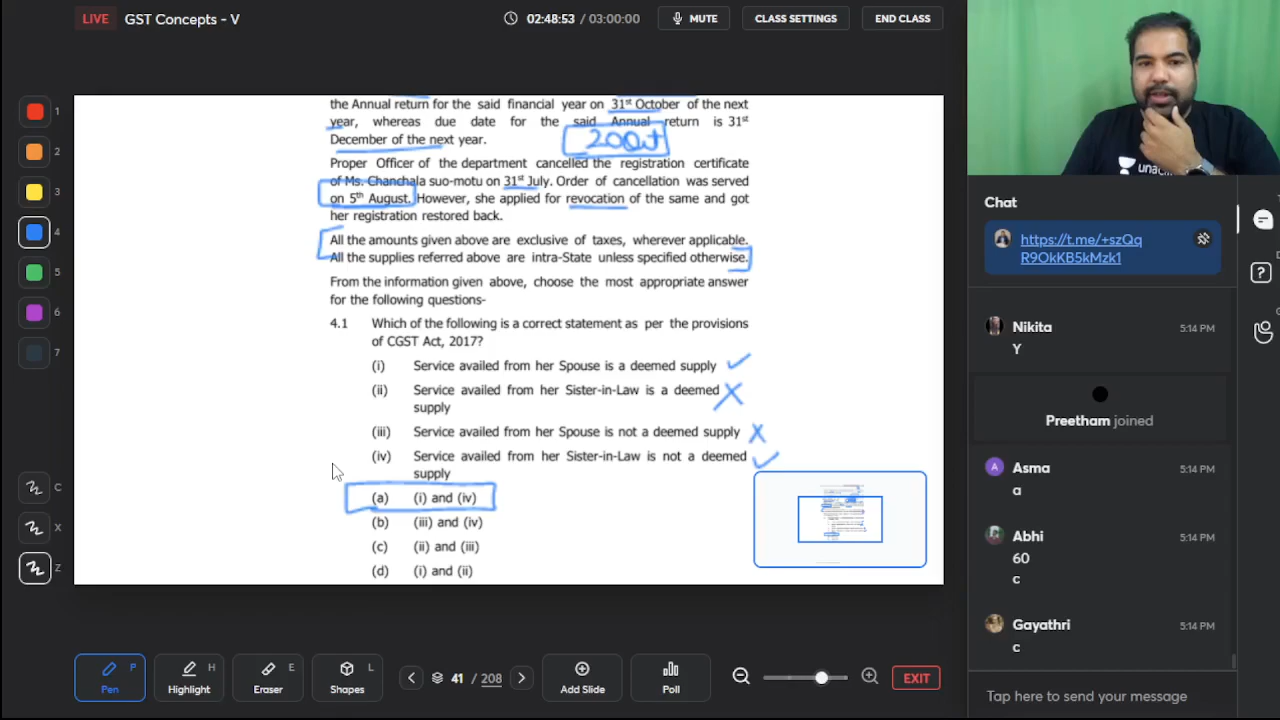 LIVE
GST Concepts - V
02:48:53 / 03:00:00
MUTE
CLASS SETTINGS
END CLASS
1
2
3
4
5
6
7
C
X
Z
the Annual return for the said financial year on 31st October of the next
year, whereas due date for the said Annual return is 31st
December of the next year.
20Oct
Proper Officer of the department cancelled the registration certificate
of Ms. Chanchala suo-motu on 31st July. Order of cancellation was served
on 5th August. However, she applied for revocation of the same and got
her registration restored back.
All the amounts given above are exclusive of taxes, wherever applicable.
All the supplies referred above are intra-State unless specified otherwise.
From the information given above, choose the most appropriate answer
for the following questions-
4.1 Which of the following is a correct statement as per the provisions
of CGST Act, 2017?
(i) Service availed from her Spouse is a deemed supply
(ii) Service availed from her Sister-in-Law is a deemed
supply
(iii) Service availed from her Spouse is not a deemed supply
(iv) Service availed from her Sister-in-Law is not a deemed
supply
(a) (i) and (iv)
(b) (iii) and (iv)
(c) (ii) and (iii)
(d) (i) and (ii)
Pen P
Highlight H
Eraser E
Shapes L
41 / 208
Add Slide
Poll
EXIT
Chat
https://t.me/+szQq
R9OkKB5kMzk1
Nikita 5:14 PM
Y
Preetham joined
A
Asma 5:14 PM
a
Abhi 5:14 PM
60
c
Gayathri 5:14 PM
c
Tap here to send your message